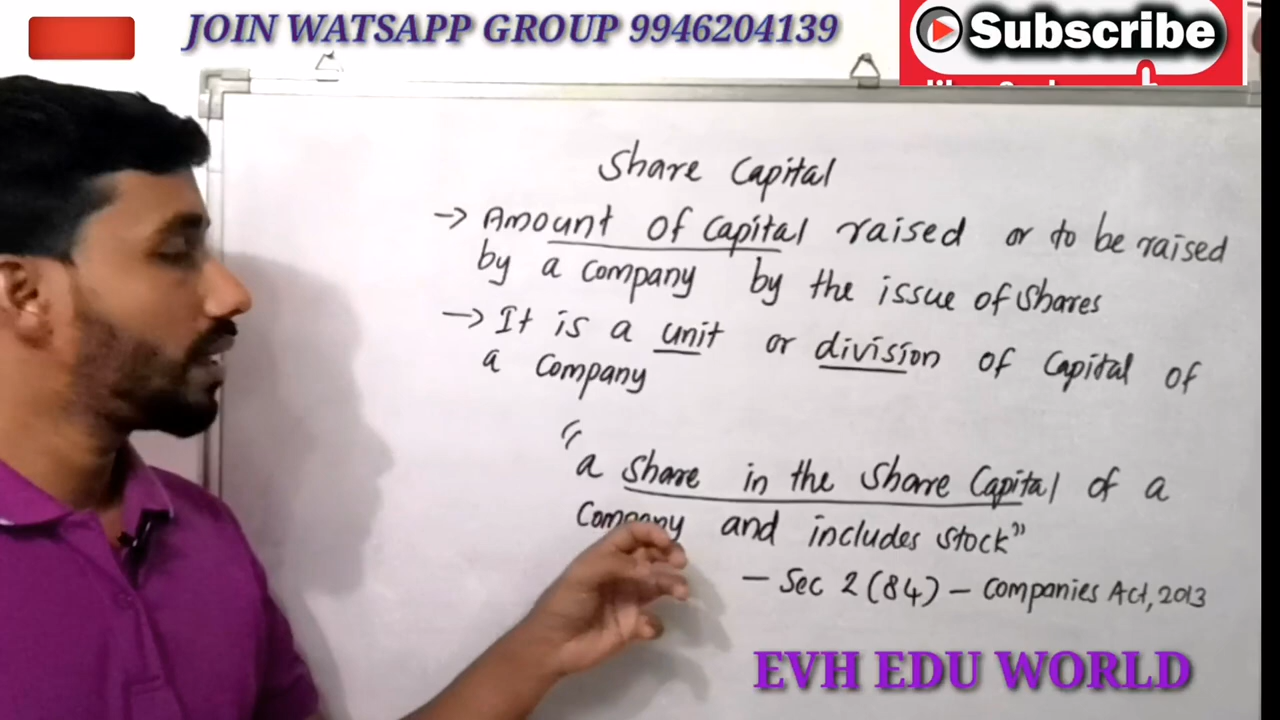 JOIN WATSAPP GROUP 9946204139
Subscribe
Share Capital
→ Amount of Capital raised or to be raised
by a Company by the issue of Shares
→ It is a unit or division of Capital of
a Company
"a Share in the Share Capital of a
Company and includes Stock"
- Sec 2 (84) - Companies Act, 2013
EVH EDU WORLD